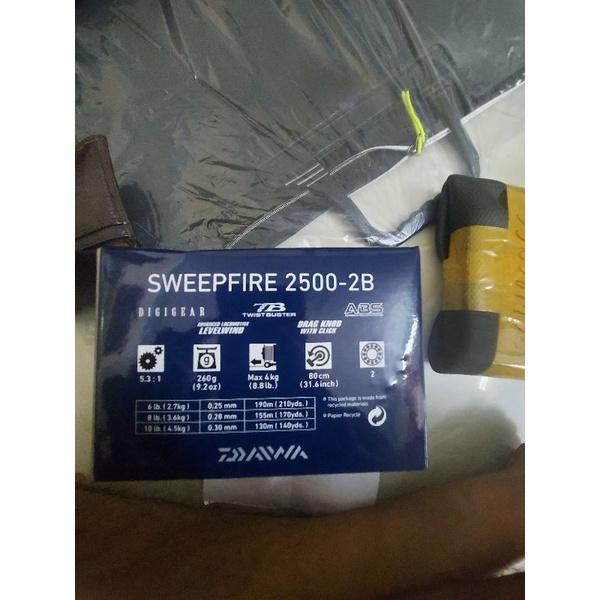 SWEEPFIRE 2500-2B
DIGIGEAR TB TWISTBUSTER ABS
ADVANCED LOCOMOTIVE LEVELWIND DRAG KNOB WITH CLICK
5.3 : 1 260g (9.2oz) Max 4kg (8.8lb.) 80cm (31.6inch) 2
6 lb. (2.7kg) 0.25 mm 190m (210yds.)
8 lb. (3.6kg) 0.28 mm 155m (170yds.)
10 lb. (4.5kg) 0.30 mm 130m (140yds.)
This package is made from recycled materials
Papier Recycle
DAIWA